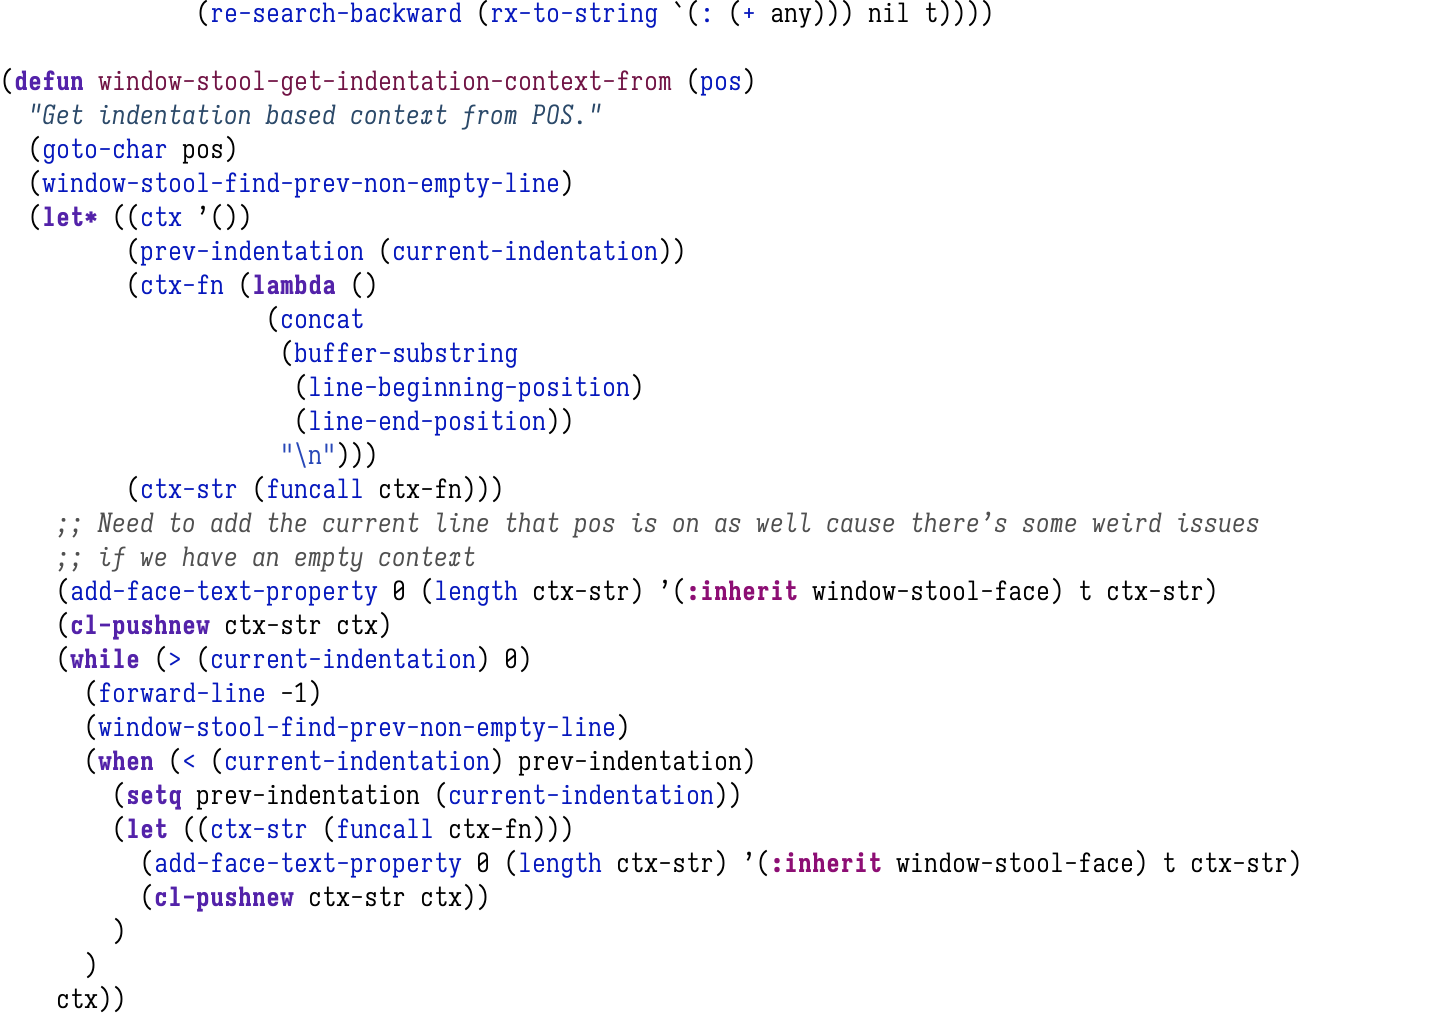 (re-search-backward (rx-to-string `(: (+ any))) nil t))))
(defun window-stool-get-indentation-context-from (pos)
"Get indentation based context from POS."
(goto-char pos)
(window-stool-find-prev-non-empty-line)
(let* ((ctx '())
(prev-indentation (current-indentation))
(ctx-fn (lambda ()
(concat
(buffer-substring
(line-beginning-position)
(line-end-position))
"\n")))
(ctx-str (funcall ctx-fn)))
;; Need to add the current line that pos is on as well cause there's some weird issues
;; if we have an empty context
(add-face-text-property 0 (length ctx-str) '(:inherit window-stool-face) t ctx-str)
(cl-pushnew ctx-str ctx)
(while (> (current-indentation) 0)
(forward-line -1)
(window-stool-find-prev-non-empty-line)
(when (< (current-indentation) prev-indentation)
(setq prev-indentation (current-indentation))
(let ((ctx-str (funcall ctx-fn)))
(add-face-text-property 0 (length ctx-str) '(:inherit window-stool-face) t ctx-str)
(cl-pushnew ctx-str ctx))
)
)
ctx))